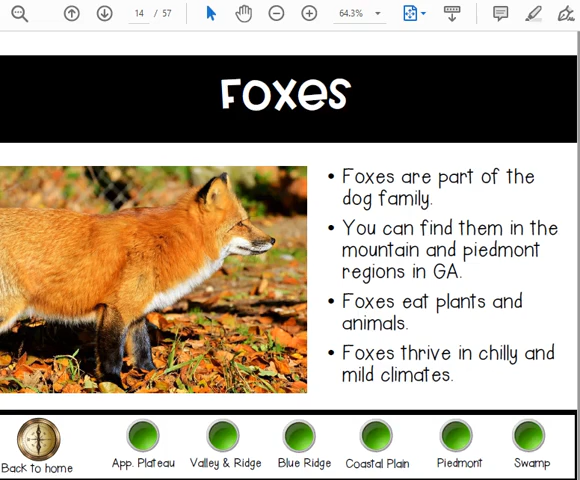 14 / 57 64.3%
Foxes
• Foxes are part of the
dog family.
• You can find them in the
mountain and piedmont
regions in GA.
• Foxes eat plants and
animals.
• Foxes thrive in chilly and
mild climates.
Back to home App. Plateau Valley & Ridge Blue Ridge Coastal Plain Piedmont Swamp